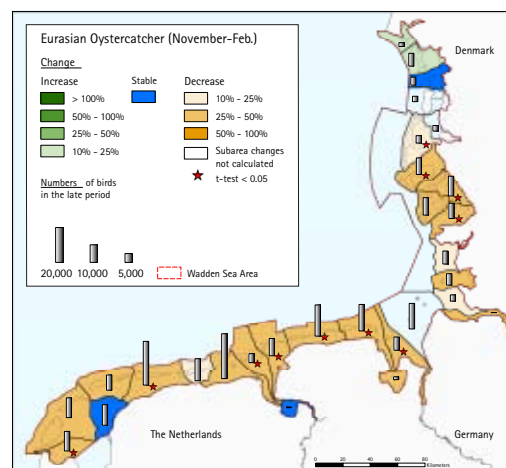 Eurasian Oystercatcher (November-Feb.)
Change
Increase
Stable
Decrease
> 100%
50% - 100%
25% - 50%
10% - 25%
10% - 25%
25% - 50%
50% - 100%
Subarea changes
not calculated
t-test < 0.05
Numbers of birds
in the late period
20,000
10,000
5,000
Wadden Sea Area
Denmark
The Netherlands
Germany
0 20 40 60 80
Kilometers